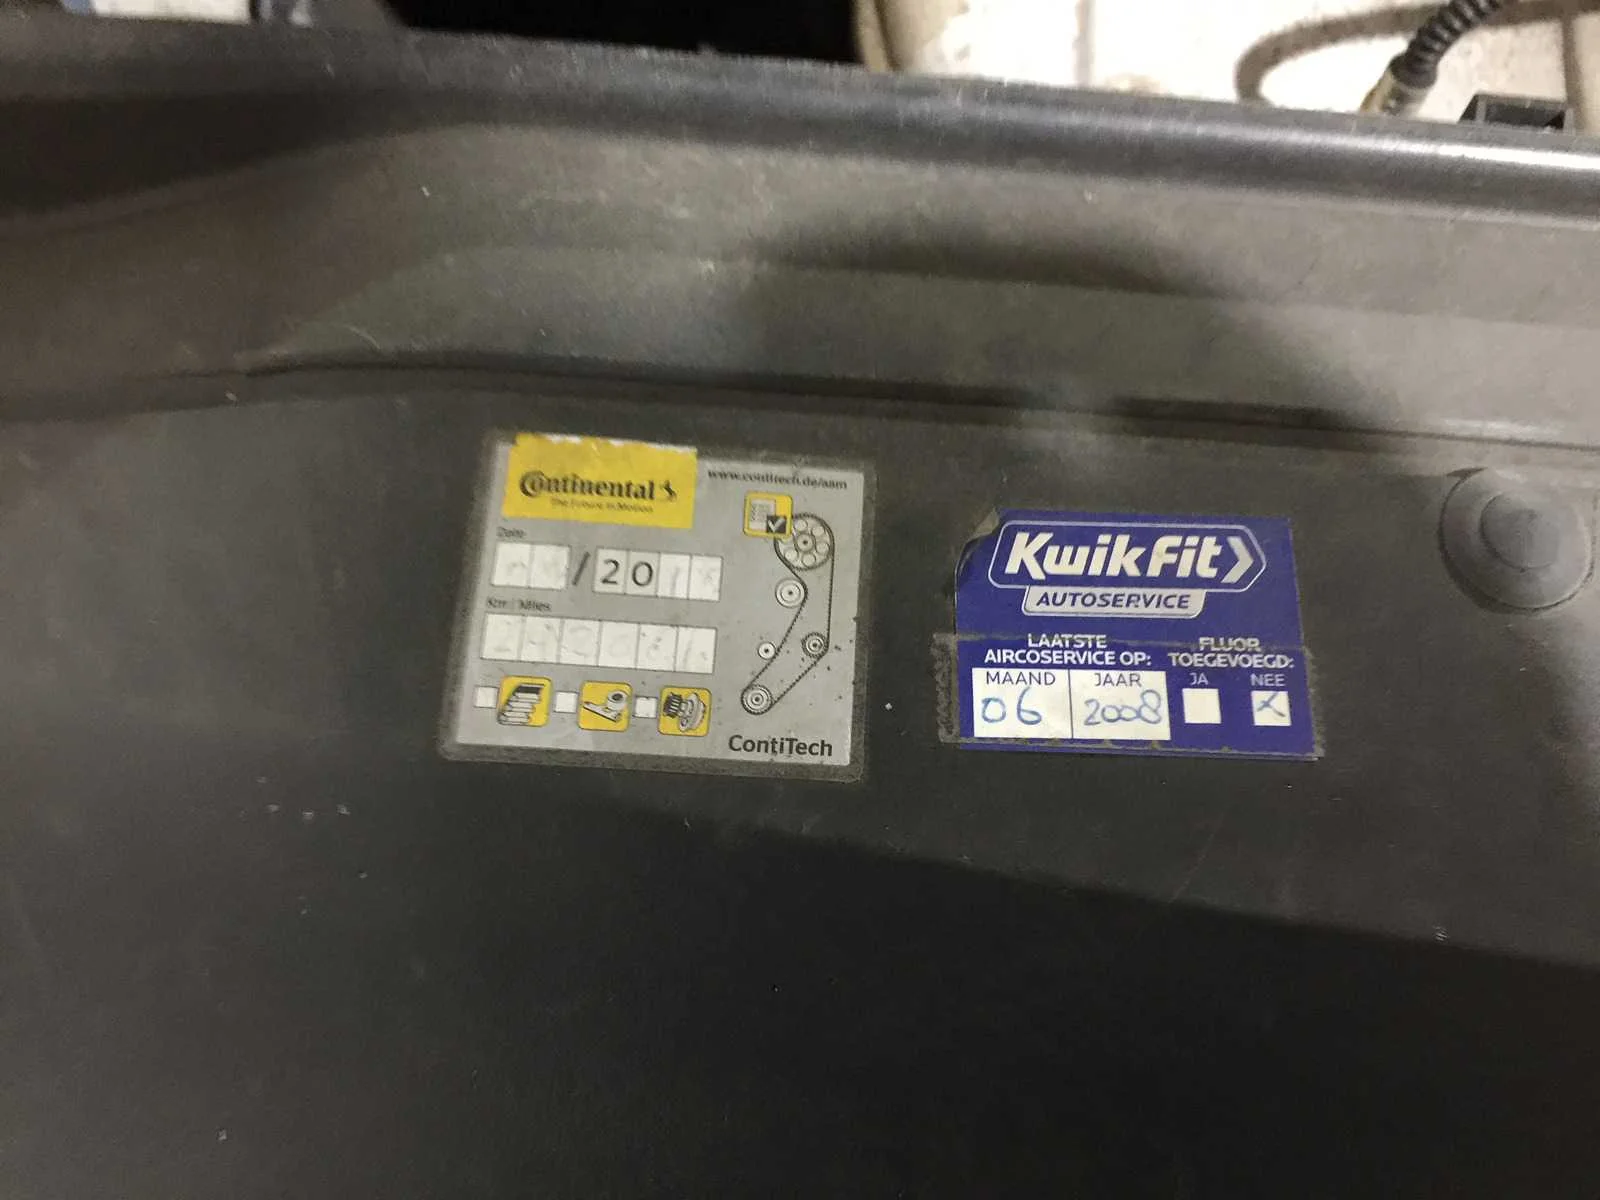 Continental
The Future in Motion
www.contitech.de/aam
Date
/20
Km / Miles
ContiTech
KwikFit
AUTOSERVICE
LAATSTE
AIRCOSERVICE OP:
FLUOR
TOEGEVOEGD:
MAAND
JAAR
JA
NEE
06
2008
x